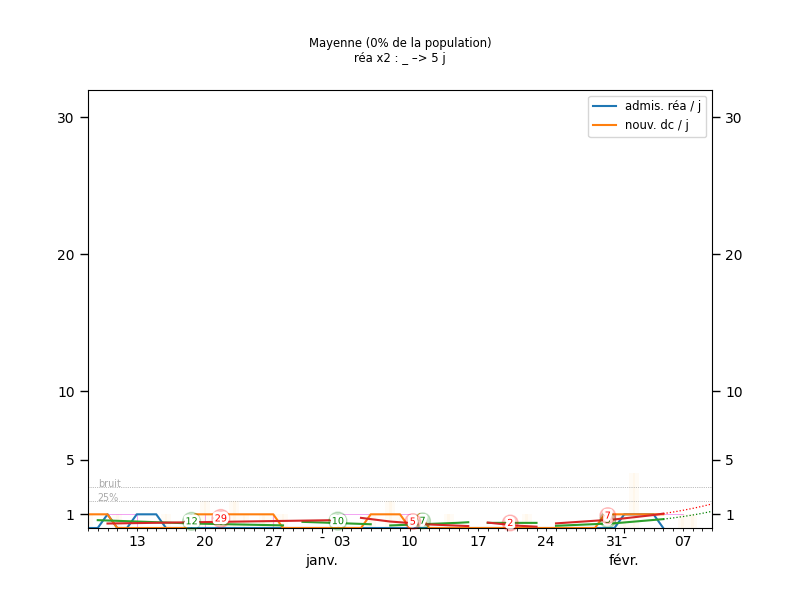 Mayenne (0% de la population)
réa x2 : _ –> 5 j
admis. réa / j
nouv. dc / j
30 30
20 20
10 10
5 5
bruit
25%
1 1
12 29 10 5 7 2 7
13 20 27 - 03 10 17 24 31- 07
janv. févr.